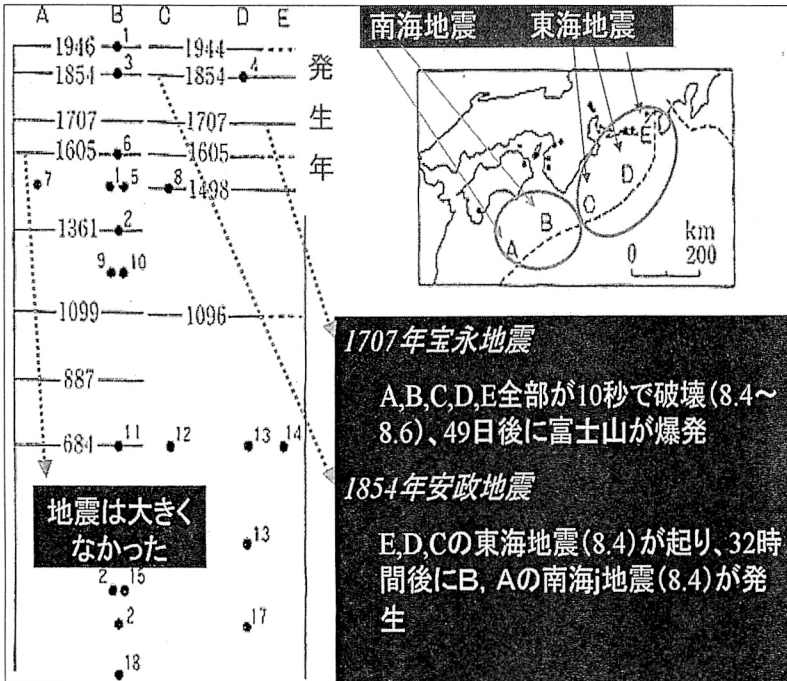 A B C D E
南海地震 東海地震
1946 1 1944
1854 3 1854 4
発生年
1707 1707
1605 6 1605
7 1 5 8 1498
1361 2
9 10
1099 1096
887
684 11 12 13 14
地震は大きく
なかった
13
2 15
2 17
18
A B C D E
km
0 200
1707年宝永地震
A,B,C,D,E全部が10秒で破壊(8.4～
8.6)、49日後に富士山が爆発
1854年安政地震
E,D,Cの東海地震(8.4)が起り、32時
間後にB, Aの南海j地震(8.4)が発
生